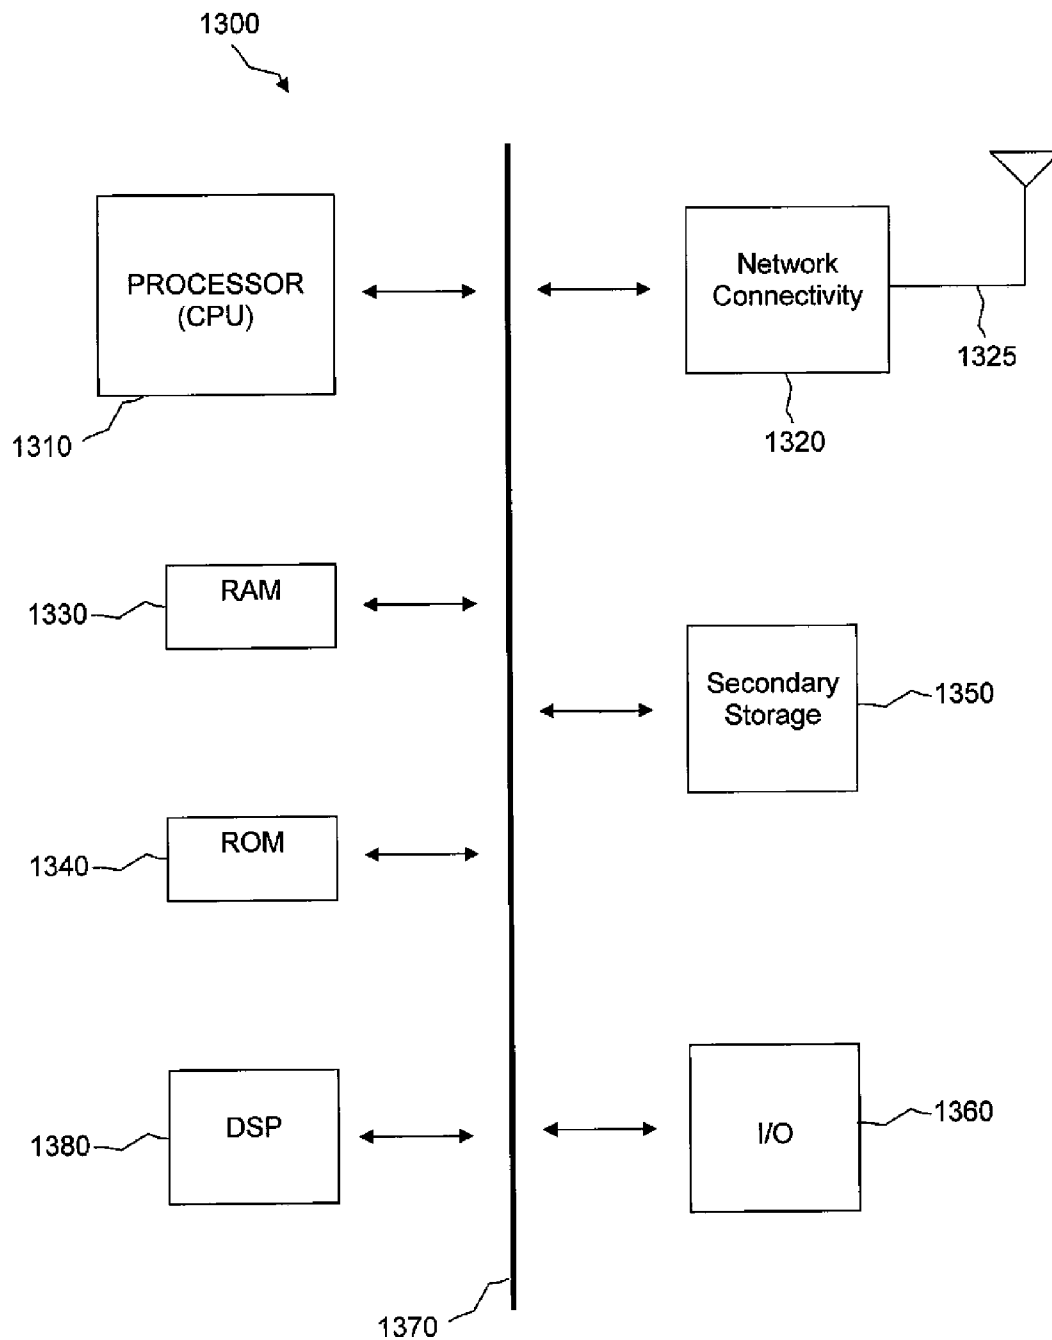 1300
PROCESSOR
(CPU)
1310
Network
Connectivity
1325
1320
RAM
1330
Secondary
Storage
1350
ROM
1340
DSP
1380
I/O
1360
1370